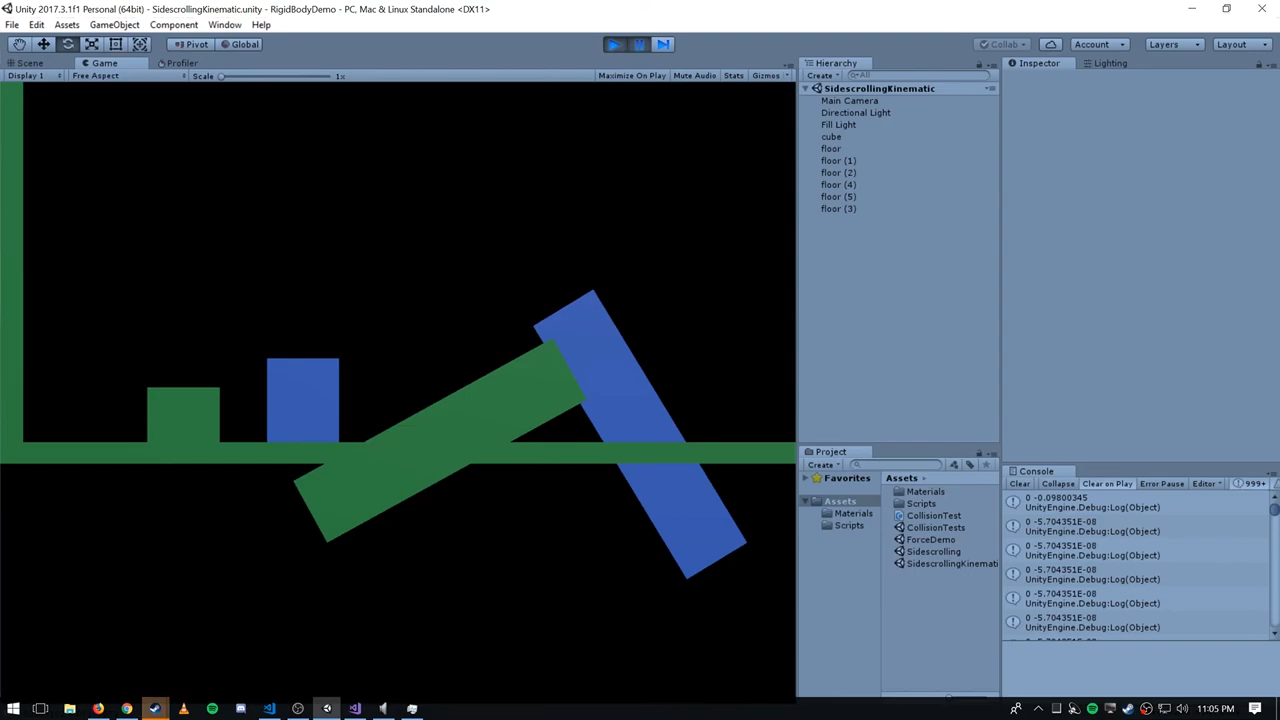 Unity 2017.3.1f1 Personal (64bit) - SidescrollingKinematic.unity - RigidBodyDemo - PC, Mac & Linux Standalone <DX11>
File Edit Assets GameObject Component Window Help
Pivot Global Collab Account Layers Layout
Scene Game Profiler
Display 1 Free Aspect Scale 1x Maximize On Play Mute Audio Stats Gizmos
Hierarchy
Create All
SidescrollingKinematic
Main Camera
Directional Light
Fill Light
cube
floor
floor (1)
floor (2)
floor (4)
floor (5)
floor (3)
Inspector Lighting
Project
Create
Favorites
Assets
Materials
Scripts
Assets
Materials
Scripts
CollisionTest
CollisionTests
ForceDemo
Sidescrolling
SidescrollingKinemati
Console
Clear Collapse Clear on Play Error Pause Editor 999+
0 -0.09800345
UnityEngine.Debug:Log(Object)
0 -5.704351E-08
UnityEngine.Debug:Log(Object)
0 -5.704351E-08
UnityEngine.Debug:Log(Object)
0 -5.704351E-08
UnityEngine.Debug:Log(Object)
0 -5.704351E-08
UnityEngine.Debug:Log(Object)
0 -5.704351E-08
UnityEngine.Debug:Log(Object)
11:05 PM